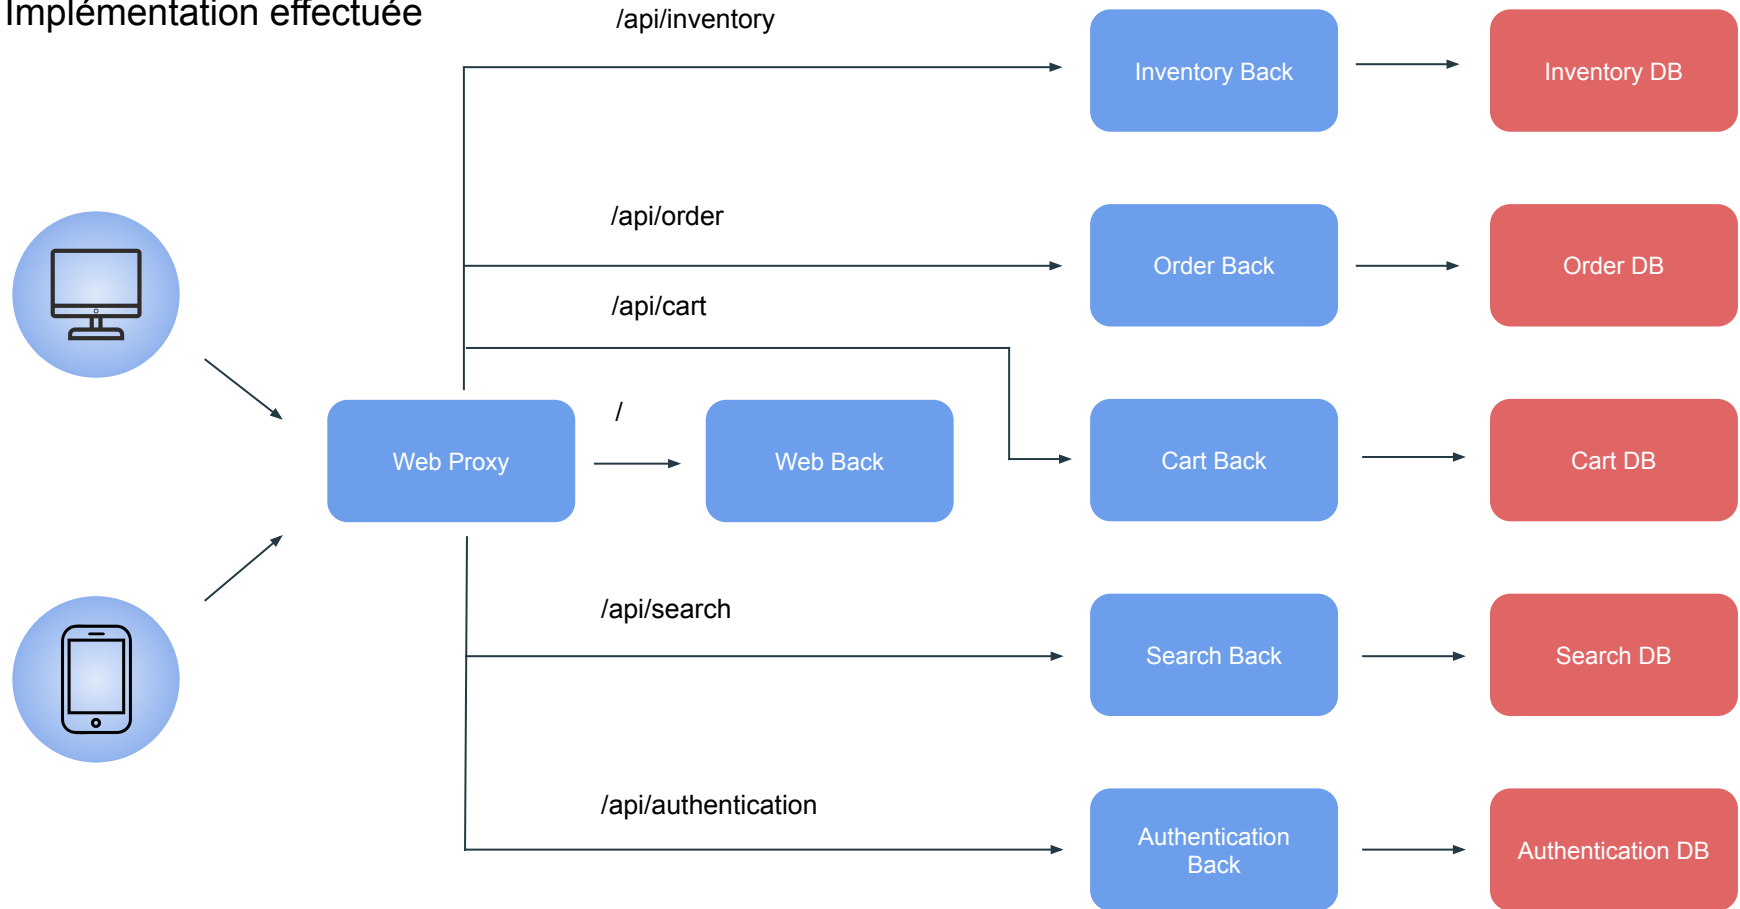 Implémentation effectuée
/api/inventory
Inventory Back
Inventory DB
/api/order
Order Back
Order DB
/api/cart
/
Web Proxy
Web Back
Cart Back
Cart DB
/api/search
Search Back
Search DB
/api/authentication
Authentication
Back
Authentication DB